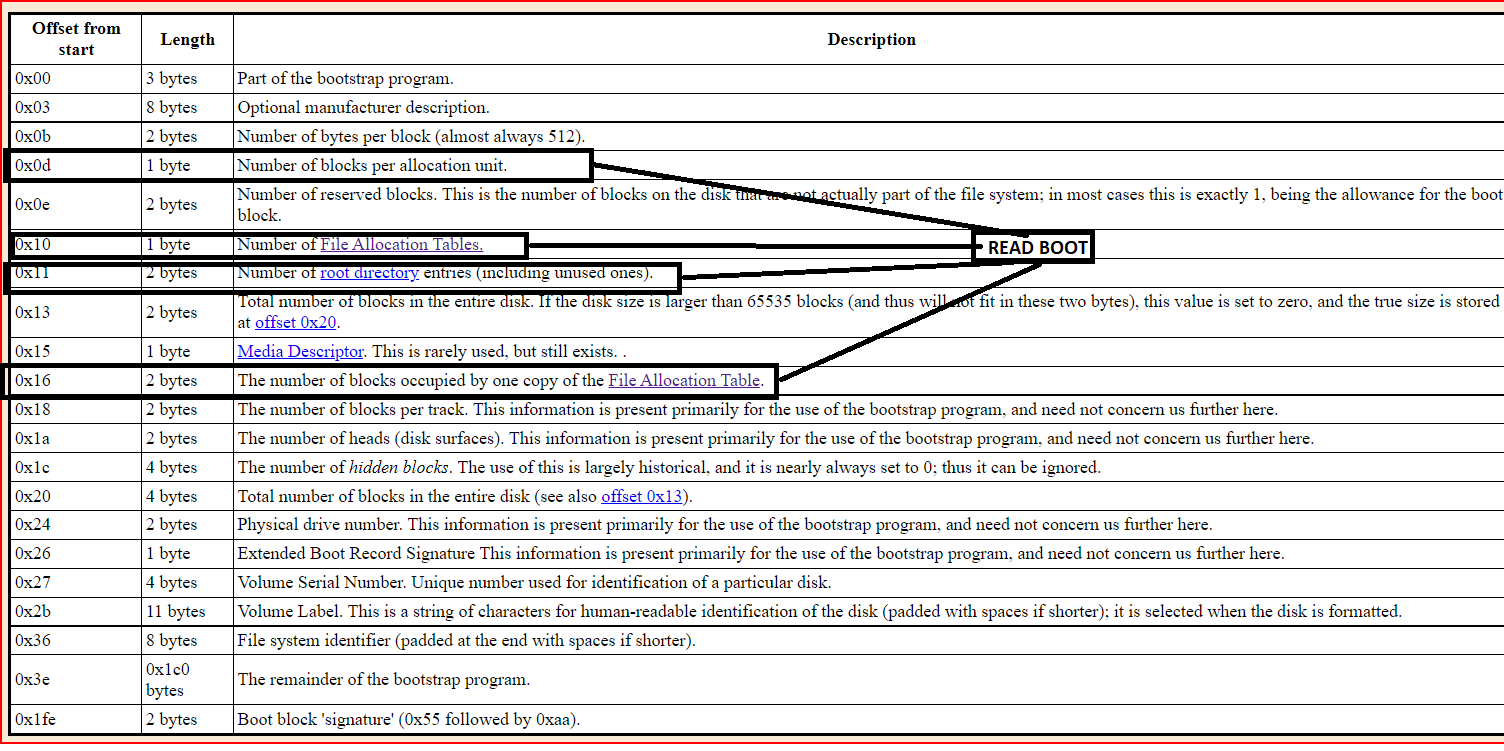 Offset from
start
Length
Description
0x00 3 bytes Part of the bootstrap program.
0x03 8 bytes Optional manufacturer description.
0x0b 2 bytes Number of bytes per block (almost always 512).
0x0d 1 byte Number of blocks per allocation unit.
0x0e 2 bytes Number of reserved blocks. This is the number of blocks on the disk that are not actually part of the file system; in most cases this is exactly 1, being the allowance for the boot
block.
0x10 1 byte Number of File Allocation Tables.
READ BOOT
0x11 2 bytes Number of root directory entries (including unused ones).
0x13 2 bytes Total number of blocks in the entire disk. If the disk size is larger than 65535 blocks (and thus will not fit in these two bytes), this value is set to zero, and the true size is stored
at offset 0x20.
0x15 1 byte Media Descriptor. This is rarely used, but still exists. .
0x16 2 bytes The number of blocks occupied by one copy of the File Allocation Table.
0x18 2 bytes The number of blocks per track. This information is present primarily for the use of the bootstrap program, and need not concern us further here.
0x1a 2 bytes The number of heads (disk surfaces). This information is present primarily for the use of the bootstrap program, and need not concern us further here.
0x1c 4 bytes The number of hidden blocks. The use of this is largely historical, and it is nearly always set to 0; thus it can be ignored.
0x20 4 bytes Total number of blocks in the entire disk (see also offset 0x13).
0x24 2 bytes Physical drive number. This information is present primarily for the use of the bootstrap program, and need not concern us further here.
0x26 1 byte Extended Boot Record Signature This information is present primarily for the use of the bootstrap program, and need not concern us further here.
0x27 4 bytes Volume Serial Number. Unique number used for identification of a particular disk.
0x2b 11 bytes Volume Label. This is a string of characters for human-readable identification of the disk (padded with spaces if shorter); it is selected when the disk is formatted.
0x36 8 bytes File system identifier (padded at the end with spaces if shorter).
0x3e 0x1c0
bytes The remainder of the bootstrap program.
0x1fe 2 bytes Boot block 'signature' (0x55 followed by 0xaa).